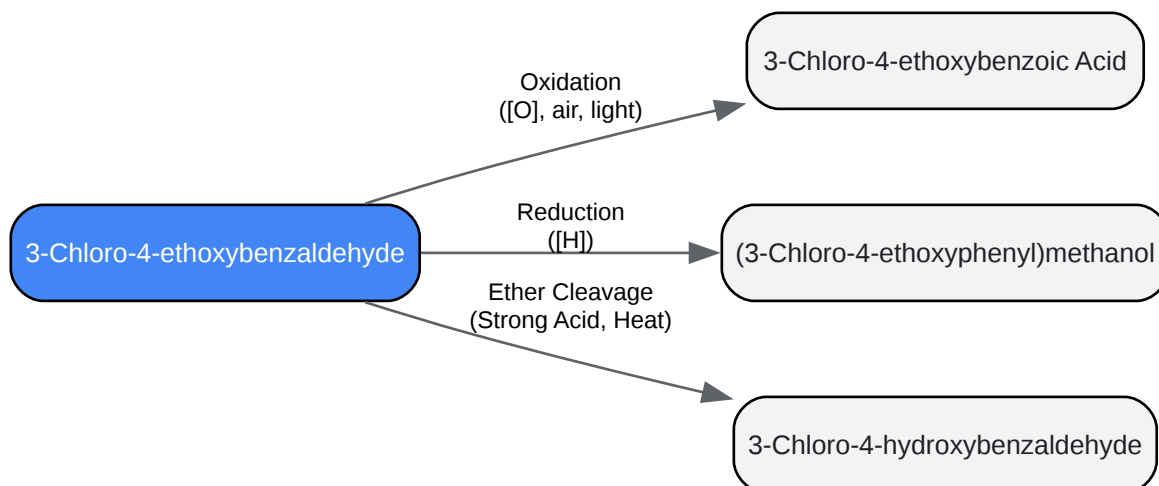 3-Chloro-4-ethoxybenzoic Acid
Oxidation
([O], air, light)
3-Chloro-4-ethoxybenzaldehyde
Reduction
([H])
(3-Chloro-4-ethoxyphenyl)methanol
Ether Cleavage
(Strong Acid, Heat)
3-Chloro-4-hydroxybenzaldehyde